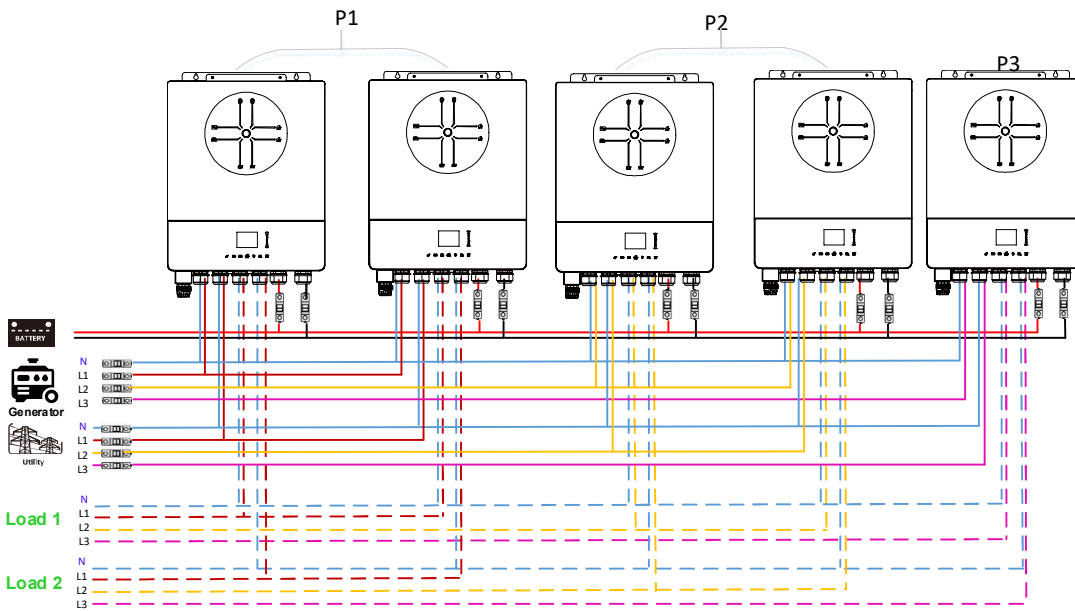 P1
P2
P3
BATTERY
N
L1
L2
L3
Generator
N
L1
L2
L3
Utility
N
L1
L2
L3
Load 1
N
L1
L2
L3
Load 2